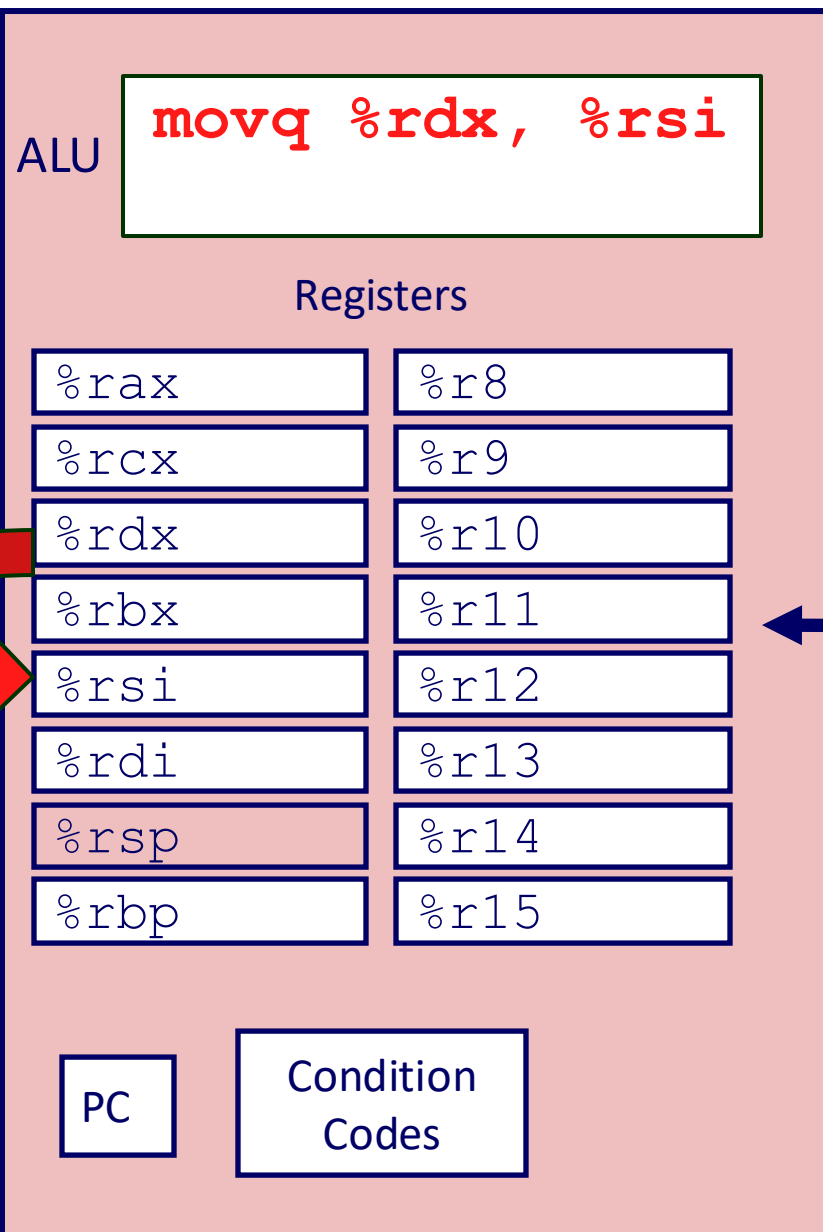 movq %rdx, %rsi
ALU
Registers
%rax
%r8
%rcx
%r9
%rdx
%r10
%rbx
%r11
%rsi
%r12
%rdi
%r13
%rsp
%r14
%rbp
%r15
PC
Condition
Codes